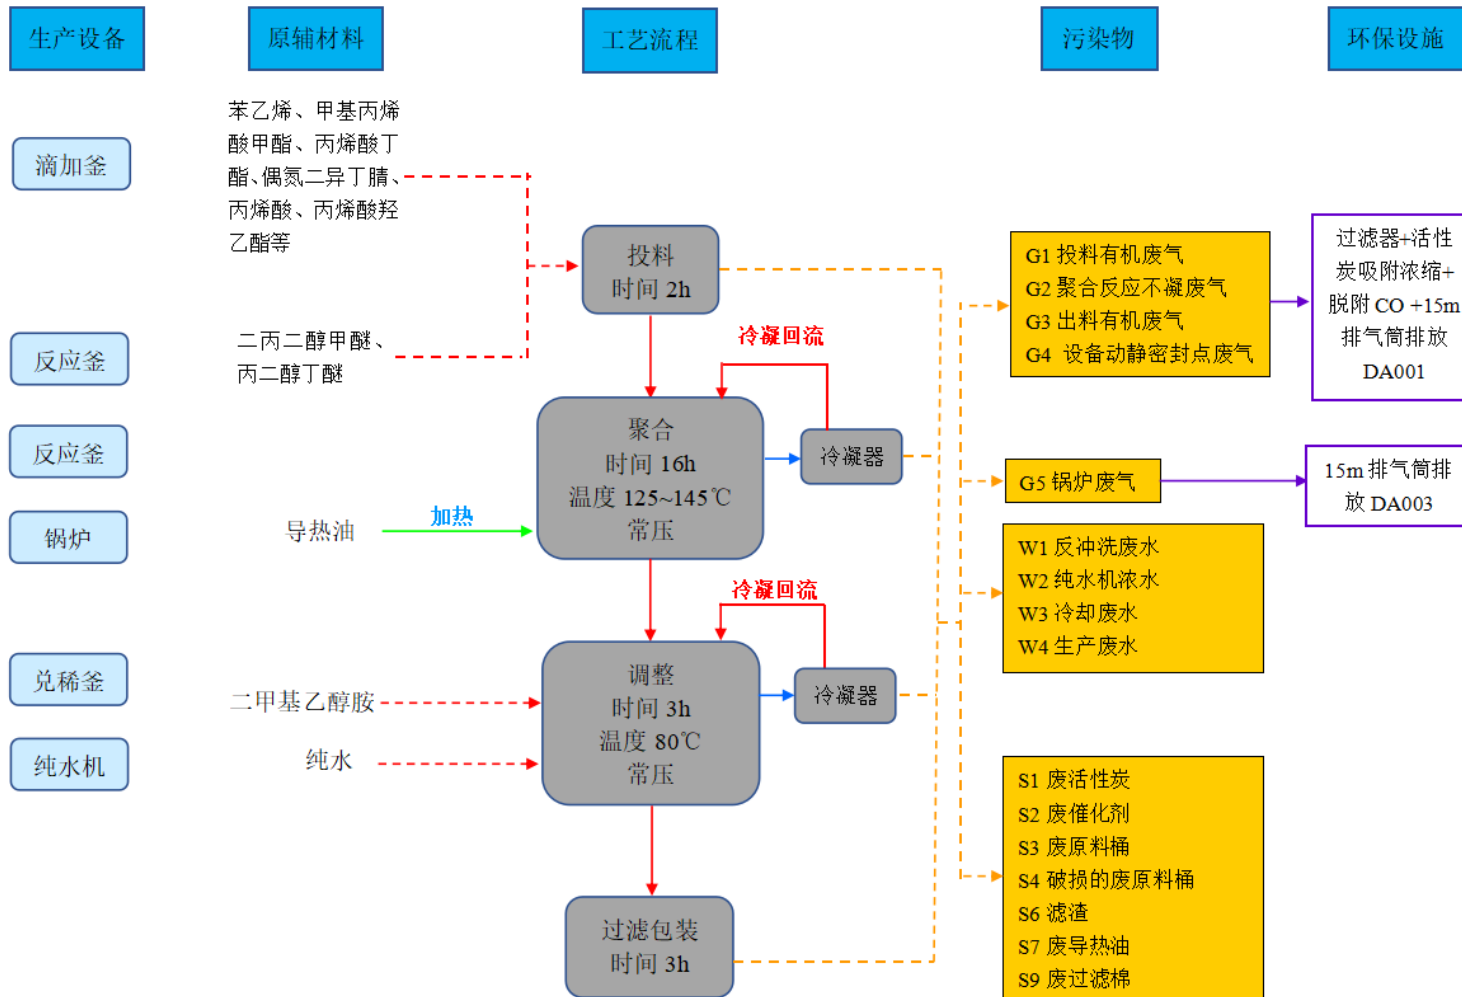 生产设备
原辅材料
工艺流程
污染物
环保设施
滴加釜
反应釜
反应釜
锅炉
兑稀釜
纯水机
苯乙烯、甲基丙烯
酸甲酯、丙烯酸丁
酯、偶氮二异丁腈、
丙烯酸、丙烯酸羟
乙酯等
二丙二醇甲醚、
丙二醇丁醚
导热油
加热
二甲基乙醇胺
纯水
投料
时间 2h
冷凝回流
聚合
时间 16h
温度 125~145℃
常压
冷凝器
冷凝回流
调整
时间 3h
温度 80℃
常压
冷凝器
过滤包装
时间 3h
G1 投料有机废气
G2 聚合反应不凝废气
G3 出料有机废气
G4 设备动静密封点废气
G5 锅炉废气
W1 反冲洗废水
W2 纯水机浓水
W3 冷却废水
W4 生产废水
S1 废活性炭
S2 废催化剂
S3 废原料桶
S4 破损的废原料桶
S6 滤渣
S7 废导热油
S9 废过滤棉
过滤器+活性
炭吸附浓缩+
脱附 CO +15m
排气筒排放
DA001
15m 排气筒排
放 DA003